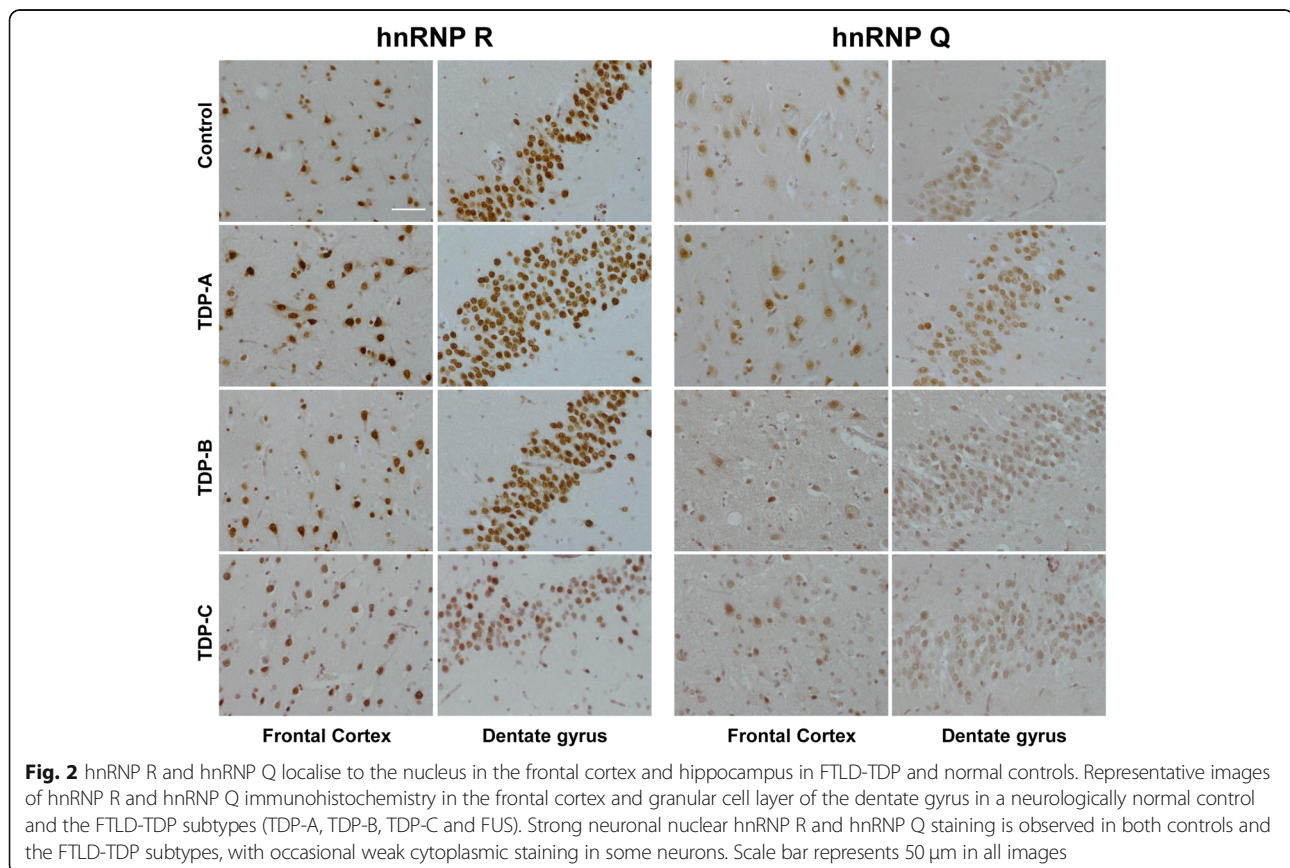 hnRNP R
hnRNP Q
Control
TDP-A
TDP-B
TDP-C
Frontal Cortex
Dentate gyrus
Frontal Cortex
Dentate gyrus
Fig. 2 hnRNP R and hnRNP Q localise to the nucleus in the frontal cortex and hippocampus in FTLD-TDP and normal controls. Representative images
of hnRNP R and hnRNP Q immunohistochemistry in the frontal cortex and granular cell layer of the dentate gyrus in a neurologically normal control
and the FTLD-TDP subtypes (TDP-A, TDP-B, TDP-C and FUS). Strong neuronal nuclear hnRNP R and hnRNP Q staining is observed in both controls and
the FTLD-TDP subtypes, with occasional weak cytoplasmic staining in some neurons. Scale bar represents 50 μm in all images